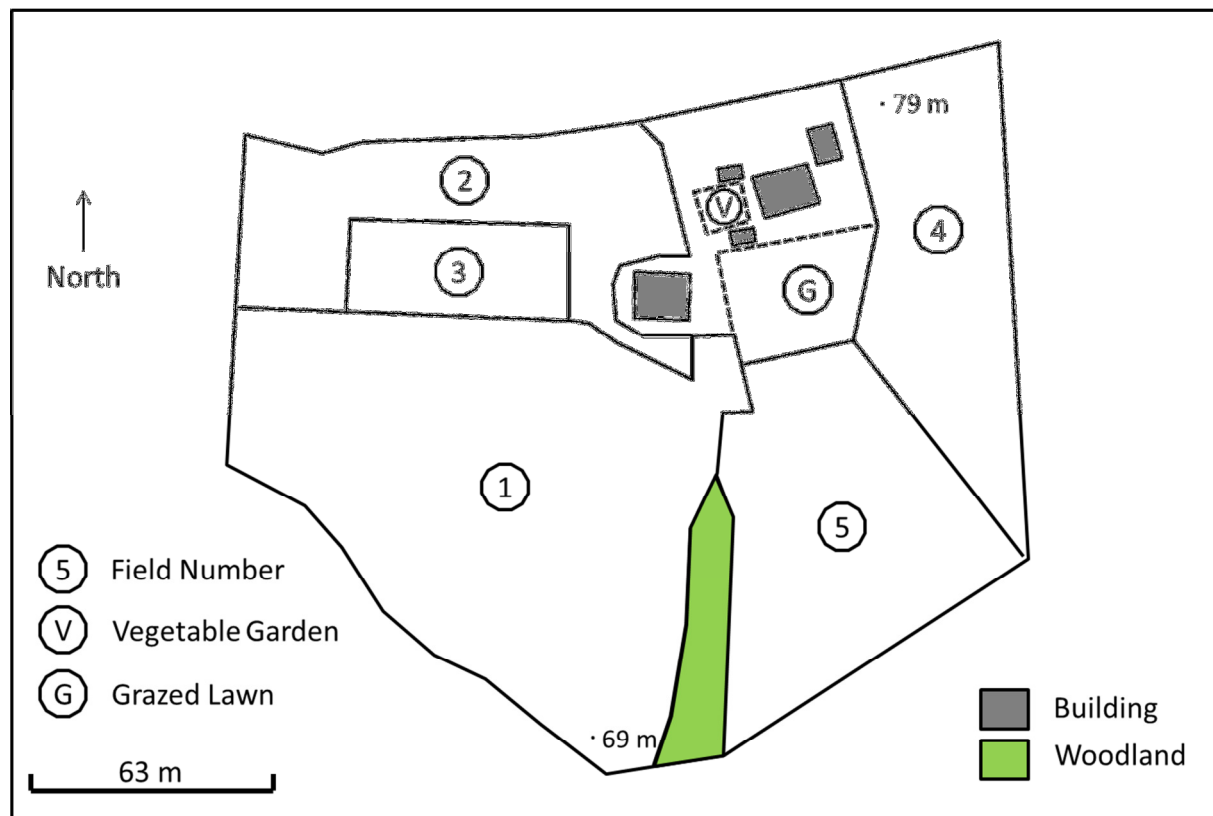 · 79 m
2
V
4
North
3
G
1
5
5 Field Number
V Vegetable Garden
G Grazed Lawn
· 69 m
Building
Woodland
63 m